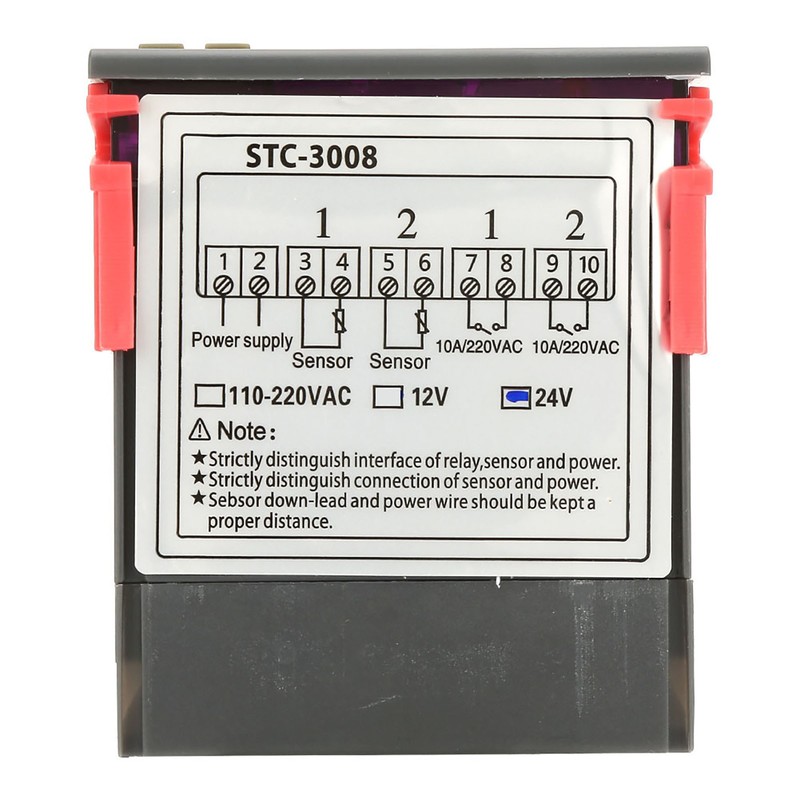 STC-3008
1 2 1 2
1 2 3 4 5 6 7 8 9 10
Power supply
Sensor Sensor
10A/220VAC 10A/220VAC
110-220VAC 12V 24V
⚠ Note:
★Strictly distinguish interface of relay,sensor and power.
★Strictly distinguish connection of sensor and power.
★Sebsor down-lead and power wire should be kept a
proper distance.